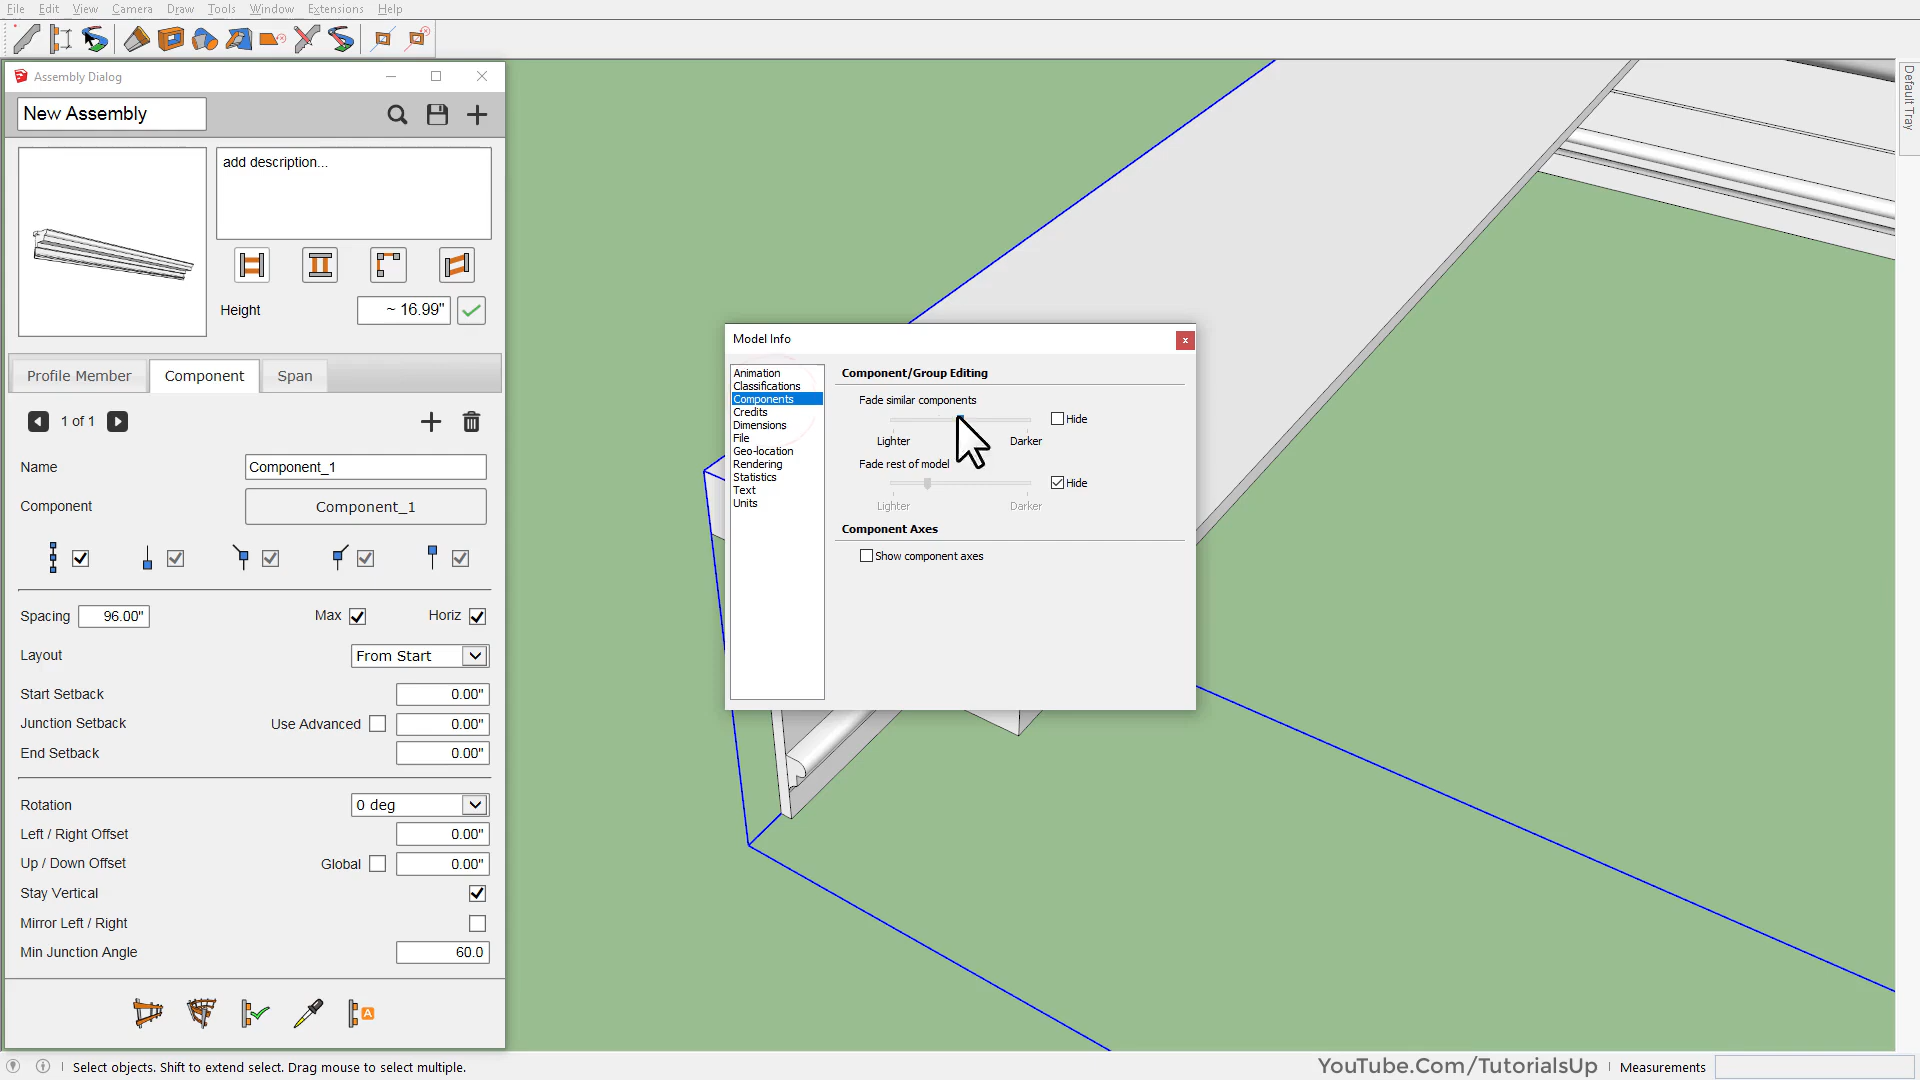 File Edit View Camera Draw Tools Window Extensions Help
Assembly Dialog
New Assembly
add description...
Height ~ 16.99"
Profile Member Component Span
1 of 1
Name Component_1
Component Component_1
Spacing 96.00" Max Horiz
Layout From Start
Start Setback 0.00"
Junction Setback Use Advanced 0.00"
End Setback 0.00"
Rotation 0 deg
Left / Right Offset 0.00"
Up / Down Offset Global 0.00"
Stay Vertical
Mirror Left / Right
Min Junction Angle 60.0
A
Model Info
x
Animation
Classifications
Components
Credits
Dimensions
File
Geo-location
Rendering
Statistics
Text
Units
Component/Group Editing
Fade similar components
Hide
Lighter Darker
Fade rest of model
Hide
Lighter Darker
Component Axes
Show component axes
Default Tray
Select objects. Shift to extend select. Drag mouse to select multiple.
YouTube.Com/TutorialsUp
Measurements